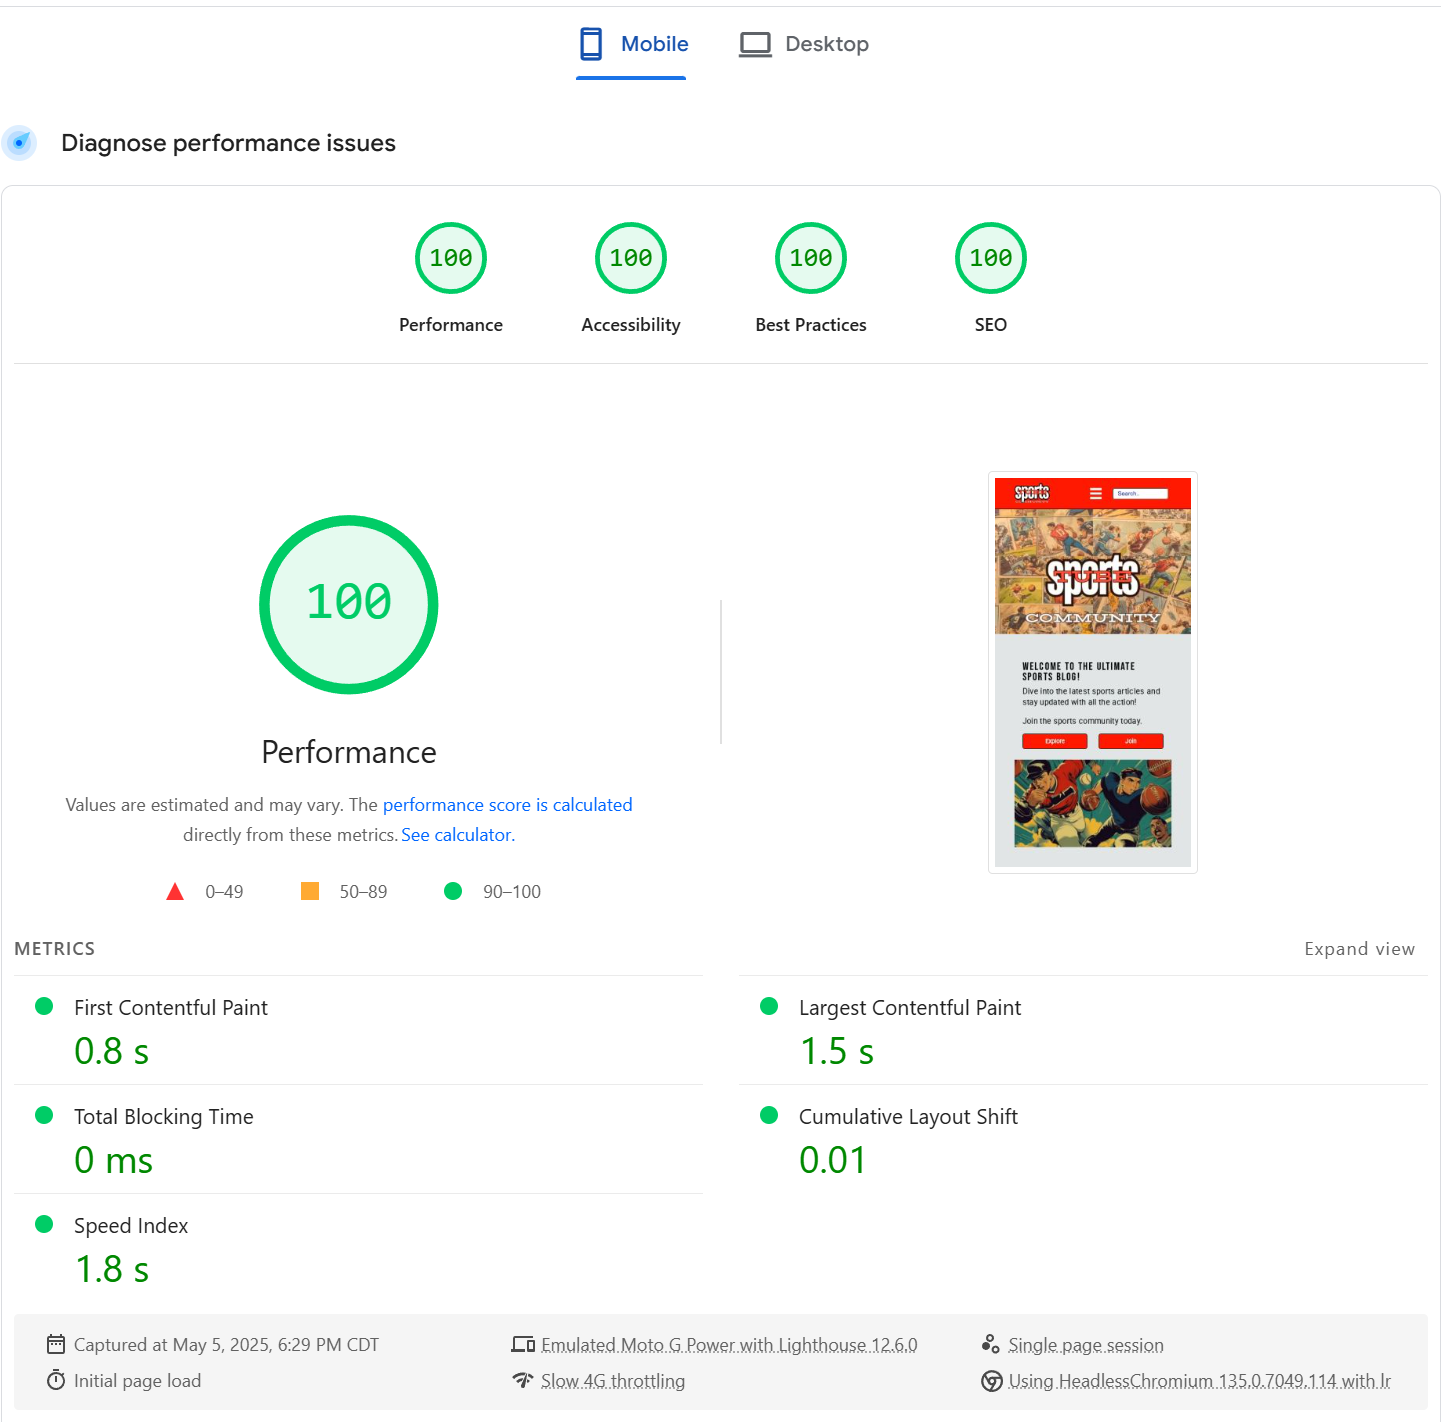 Mobile
Desktop
Diagnose performance issues
100
100
100
100
Performance
Accessibility
Best Practices
SEO
100
Performance
Values are estimated and may vary. The performance score is calculated
directly from these metrics. See calculator.
0–49
50–89
90–100
sports
Search..
sports
TUBE
COMMUNITY
WELCOME TO THE ULTIMATE
SPORTS BLOG!
Dive into the latest sports articles and
stay updated with all the action!
Join the sports community today.
Explore
Join
METRICS
Expand view
First Contentful Paint
0.8 s
Largest Contentful Paint
1.5 s
Total Blocking Time
0 ms
Cumulative Layout Shift
0.01
Speed Index
1.8 s
Captured at May 5, 2025, 6:29 PM CDT
Emulated Moto G Power with Lighthouse 12.6.0
Single page session
Initial page load
Slow 4G throttling
Using HeadlessChromium 135.0.7049.114 with lr